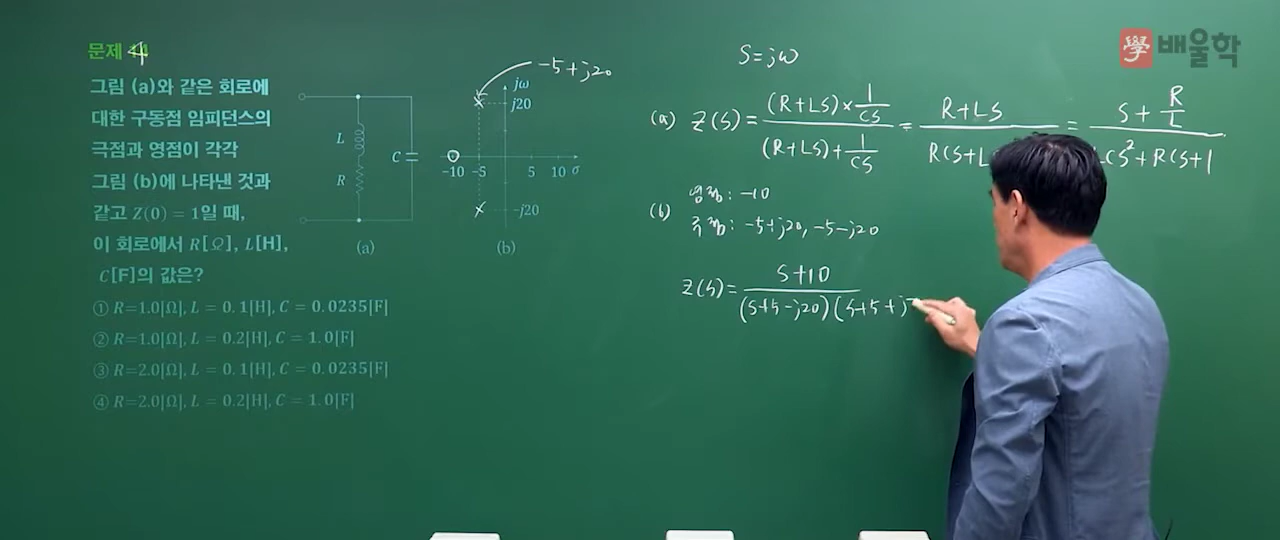 學 배울학
문제 4
그림 (a)와 같은 회로에
대한 구동점 임피던스의
극점과 영점이 각각
그림 (b)에 나타낸 것과
같고 Z(0) = 1일 때,
이 회로에서 R[Ω], L[H],
C[F]의 값은?
① R=1.0[Ω], L = 0.1[H], C = 0.0235[F]
② R=1.0[Ω], L = 0.2[H], C = 1.0[F]
③ R=2.0[Ω], L = 0.1[H], C = 0.0235[F]
④ R=2.0[Ω], L = 0.2[H], C = 1.0[F]
L
R
C
(a)
-5+j20
jω
j20
-10 -5 5 10 σ
-j20
(b)
S=jω
(a) Z(S) = (R+LS)×1/CS / (R+LS)+1/CS = R+LS / RCS+L = S+R/L / LCS²+RCS+1
(b) 영점: -10
극점: -5+j20, -5-j20
Z(S) = S+10 / (S+5-j20)(S+5+j